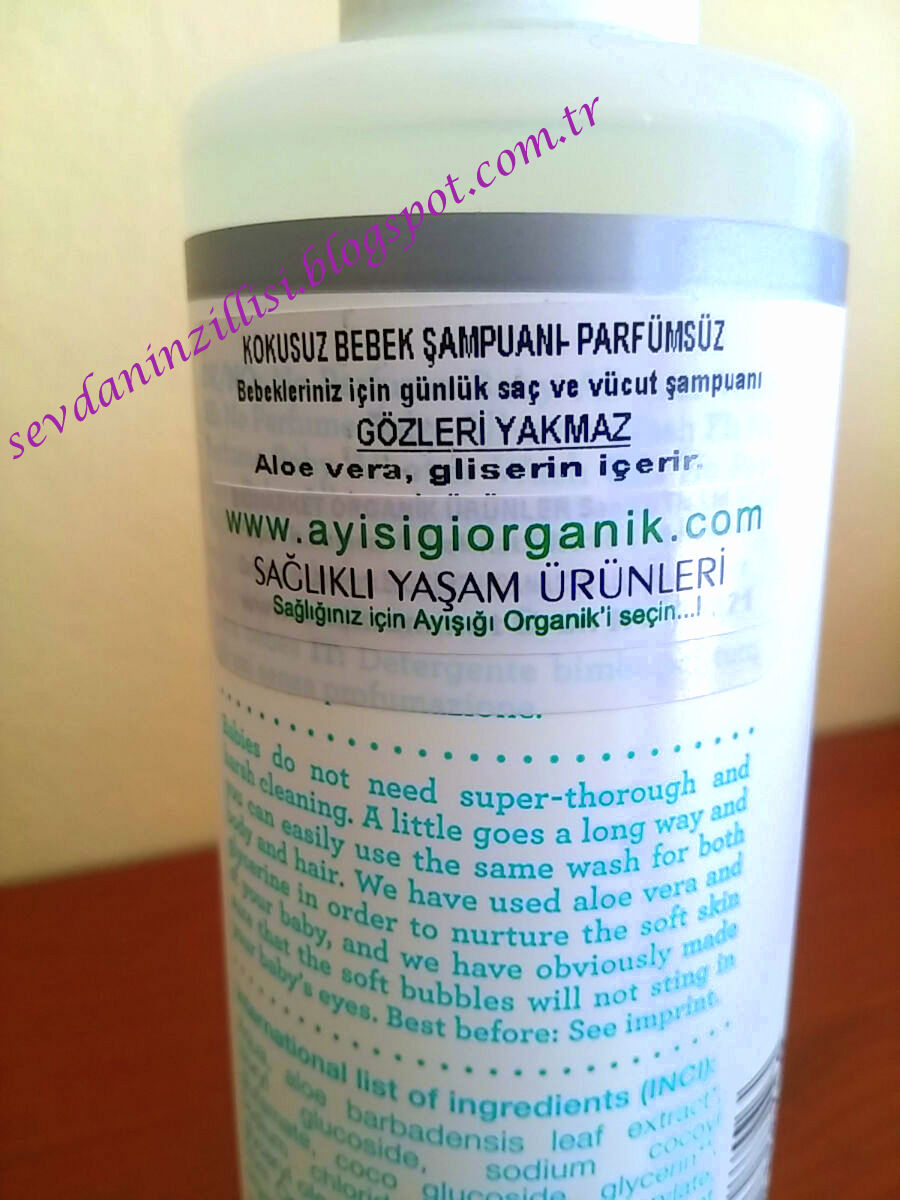 sevdaninzillisi.blogspot.com.tr
KOKUSUZ BEBEK ŞAMPUANI- PARFÜMSÜZ
Bebekleriniz için günlük saç ve vücut şampuanı
GÖZLERİ YAKMAZ
Aloe vera, gliserin içerir.
www.ayisigiorganik.com
SAĞLIKLI YAŞAM ÜRÜNLERİ
Sağlığınız için Ayışığı Organik'i seçin...!
Detergente
profumazione.
Babies do not need super-thorough and
harsh cleaning. A little goes a long way and
you can easily use the same wash for both
body and hair. We have used aloe vera and
glycerine in order to nurture the soft skin
of your baby, and we have obviously made
sure that the soft bubbles will not sting in
your baby's eyes. Best before: See imprint.
International list of ingredients (INCI):
aloe barbadensis leaf extract
glucoside, sodium cocoyl
coco glucoside, glycerin